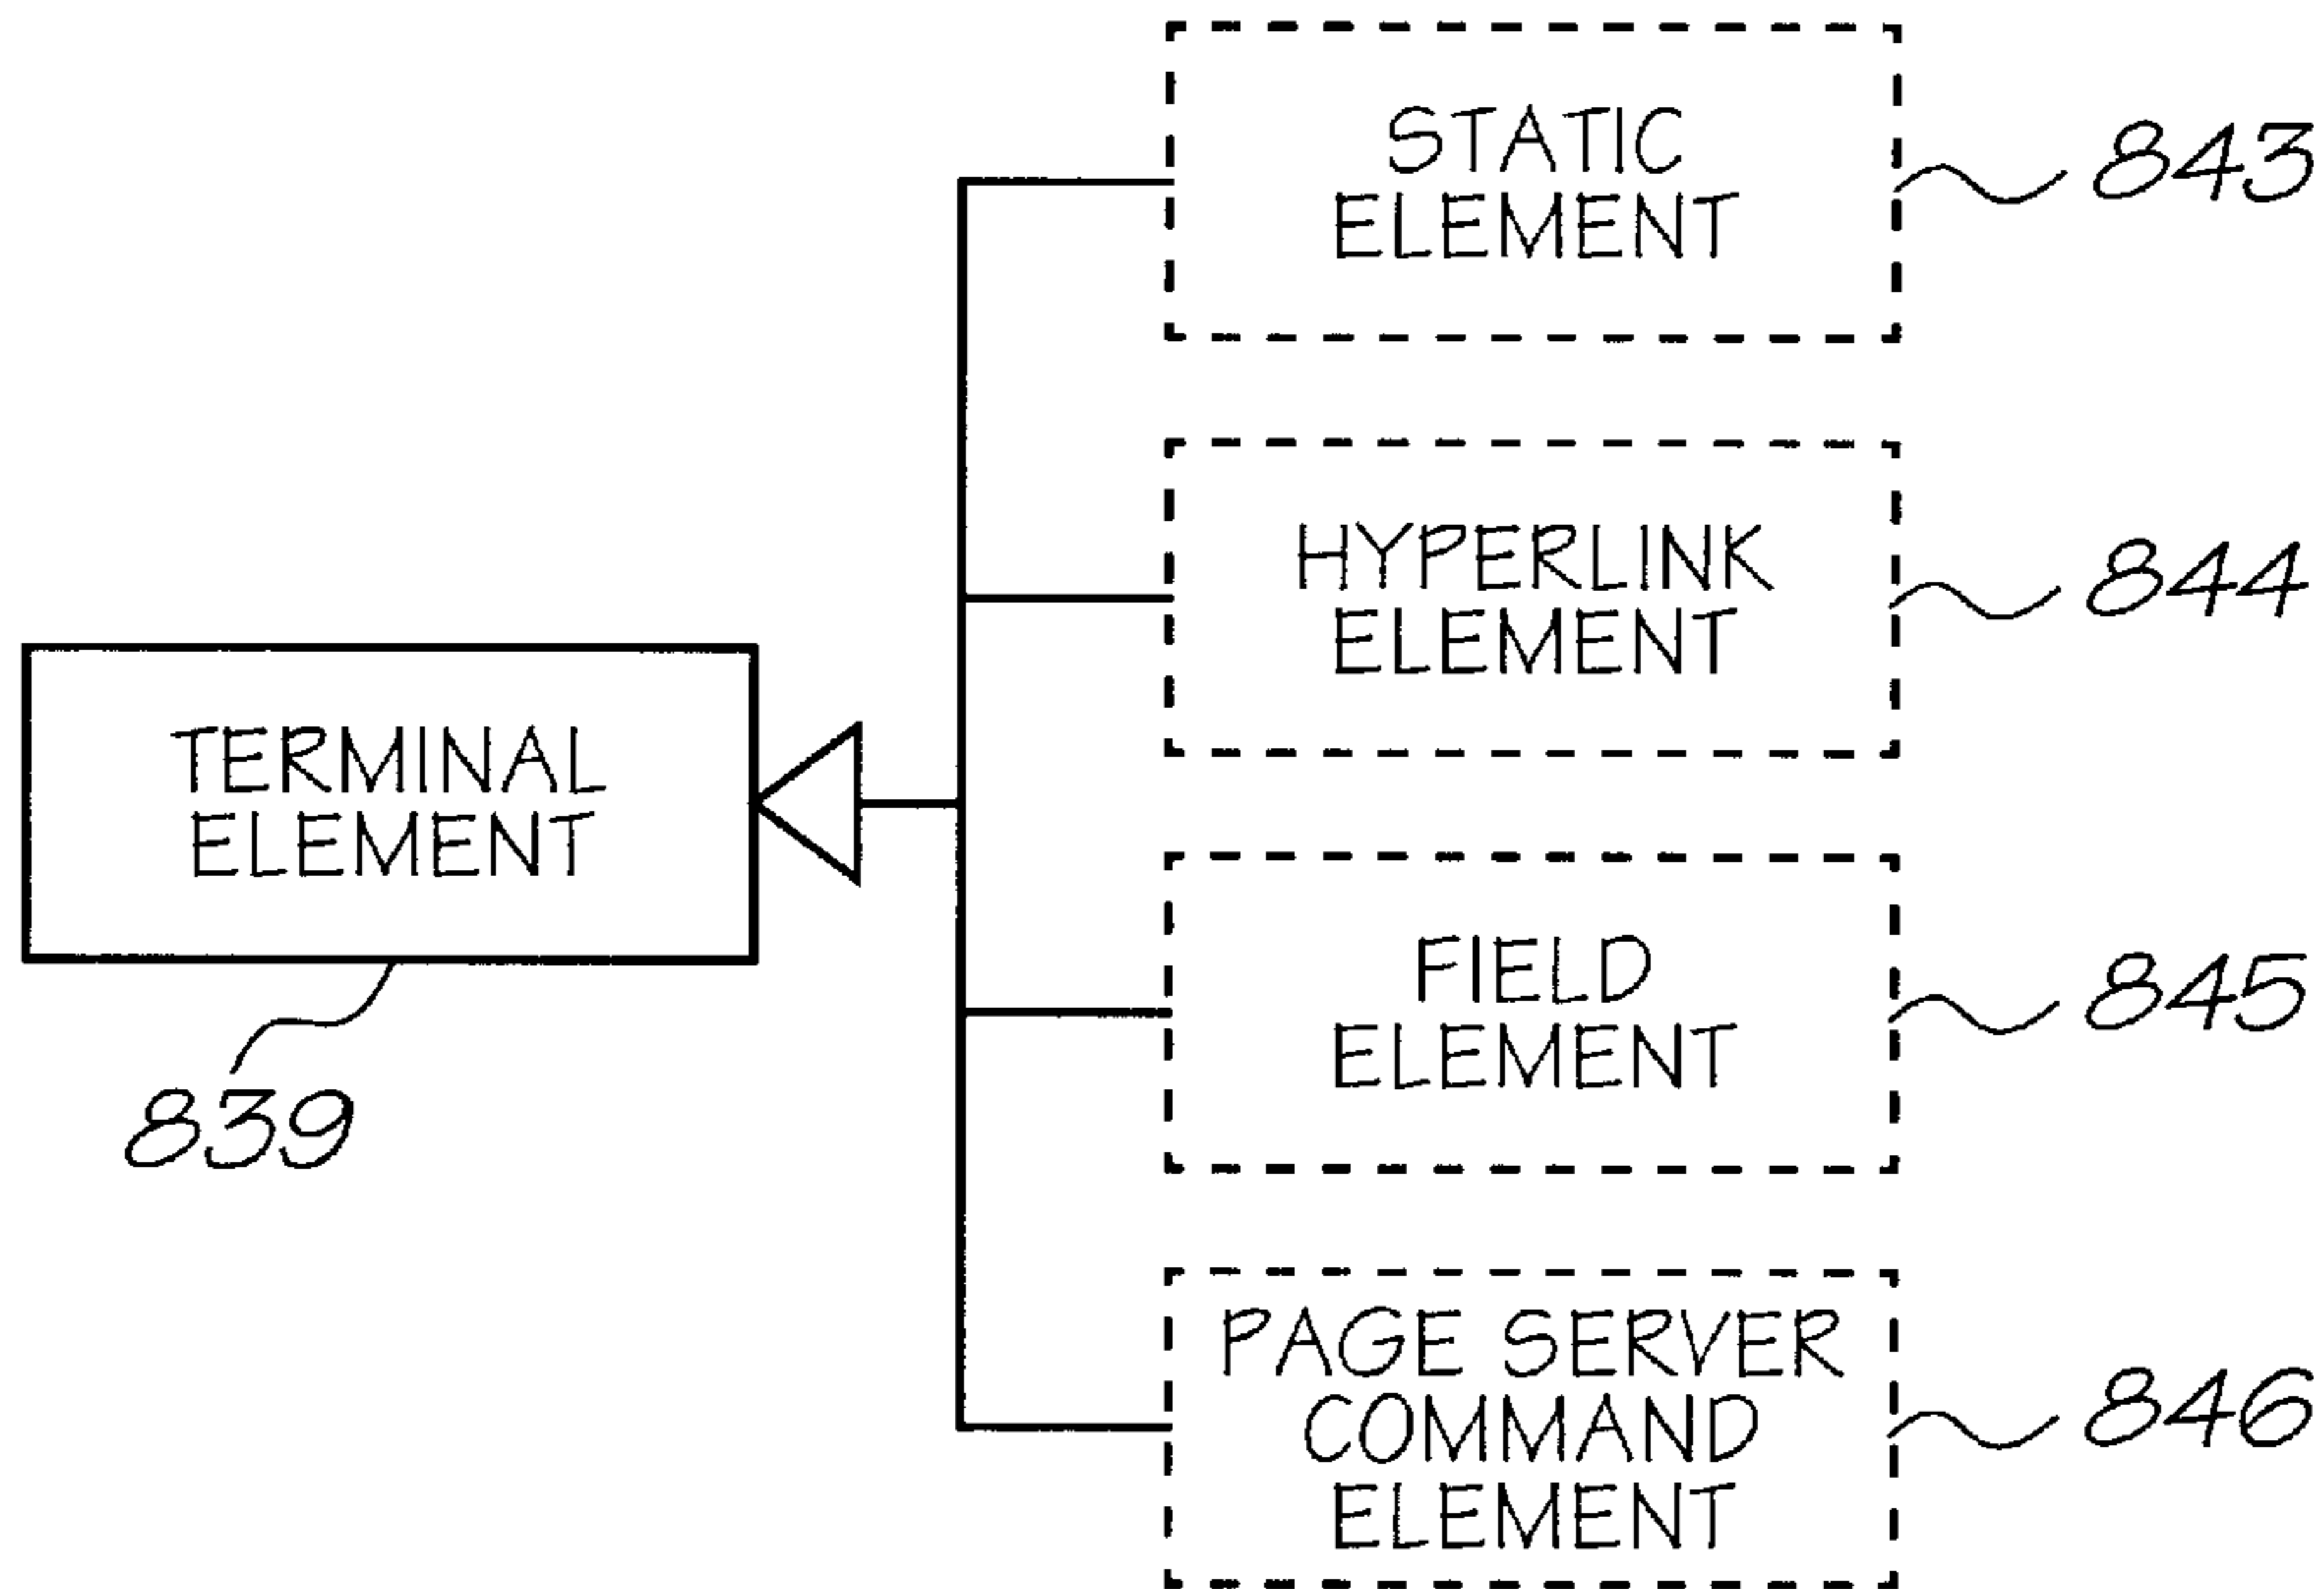 STATIC
ELEMENT
843
HYPERLINK
ELEMENT
844
TERMINAL
ELEMENT
839
FIELD
ELEMENT
845
PAGE SERVER
COMMAND
ELEMENT
846